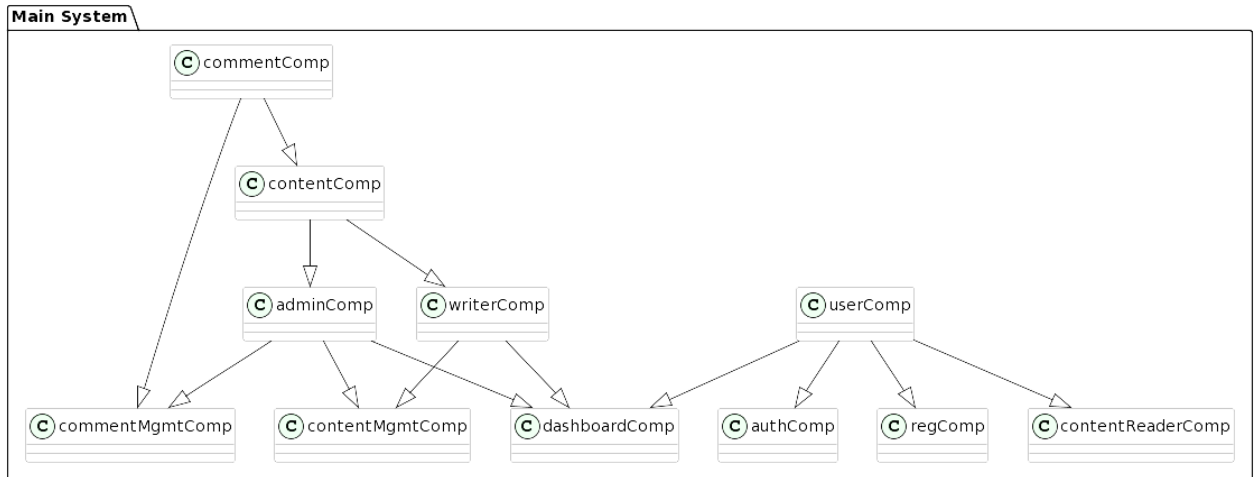 Main System
C commentComp
C contentComp
C adminComp
C writerComp
C userComp
C commentMgmtComp
C contentMgmtComp
C dashboardComp
C authComp
C regComp
C contentReaderComp